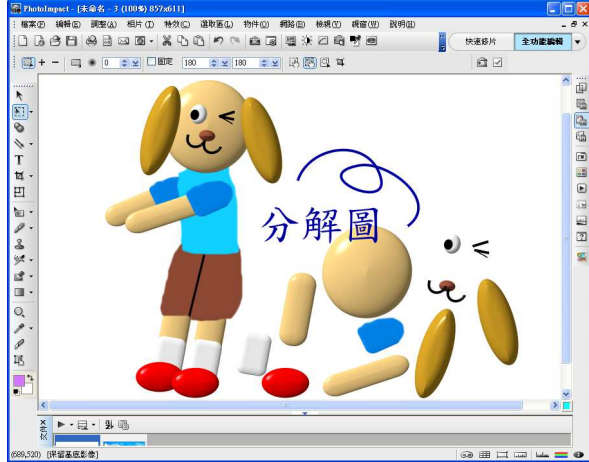 PhotoImpact - [未命名 - 3 (100%) 857x611]
檔案(F) 編輯(E) 調整(A) 相片(I) 特效(C) 選取區(L) 物件(O) 網路(B) 檢視(V) 視窗(W) 說明(H)
快速修片 全功能編輯
0 固定 180 180
分解圖
(689,520) [保留基底影像]